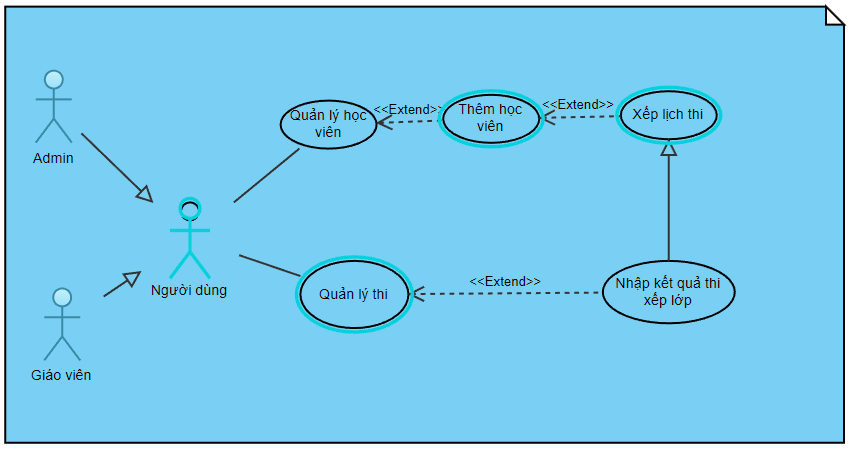 Admin
Quản lý học
viên
<<Extend>>
Thêm học
viên
<<Extend>>
Xếp lịch thi
Người dùng
Giáo viên
Quản lý thi
<<Extend>>
Nhập kết quả thi
xếp lớp